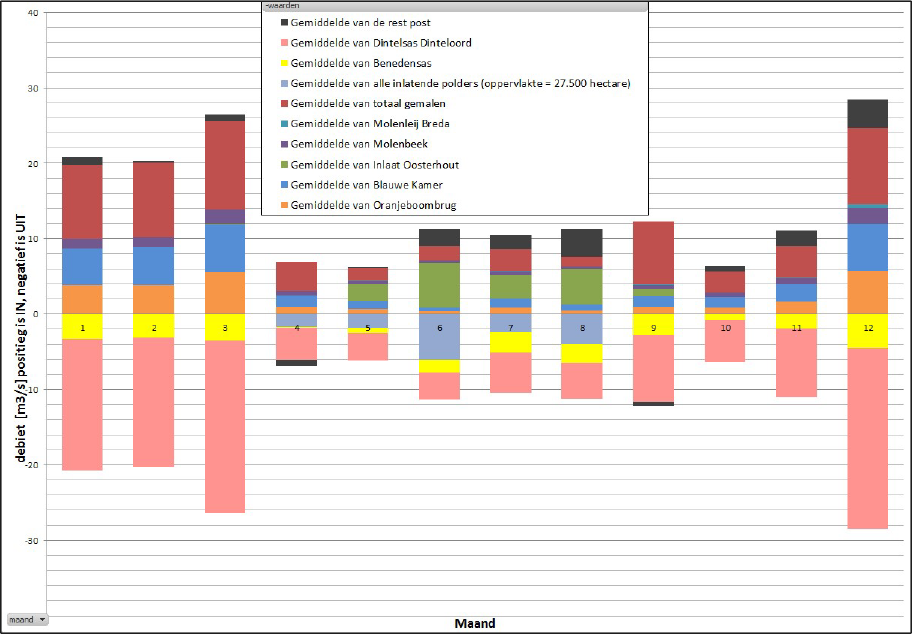 -waarden
Gemiddelde van de rest post
Gemiddelde van Dintelsas Dinteloord
Gemiddelde van Benedensas
Gemiddelde van alle inlatende polders (oppervlakte = 27.500 hectare)
Gemiddelde van totaal gemalen
Gemiddelde van Molenleij Breda
Gemiddelde van Molenbeek
Gemiddelde van Inlaat Oosterhout
Gemiddelde van Blauwe Kamer
Gemiddelde van Oranjeboombrug
debiet [m3/s] positief is IN, negatief is UIT
40
30
20
10
0
-10
-20
-30
1 2 3 4 5 6 7 8 9 10 11 12
maand
Maand